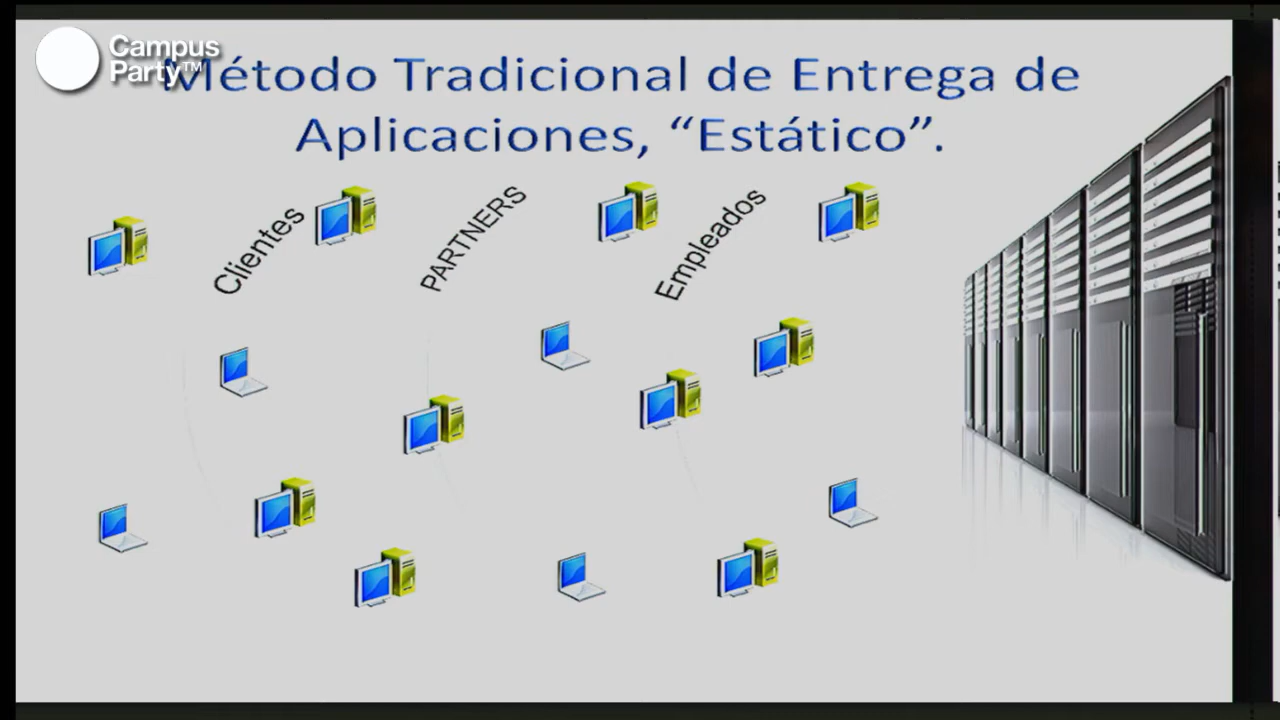 Campus
Party™
Método Tradicional de Entrega de
Aplicaciones, “Estático”.
Clientes
PARTNERS
Empleados